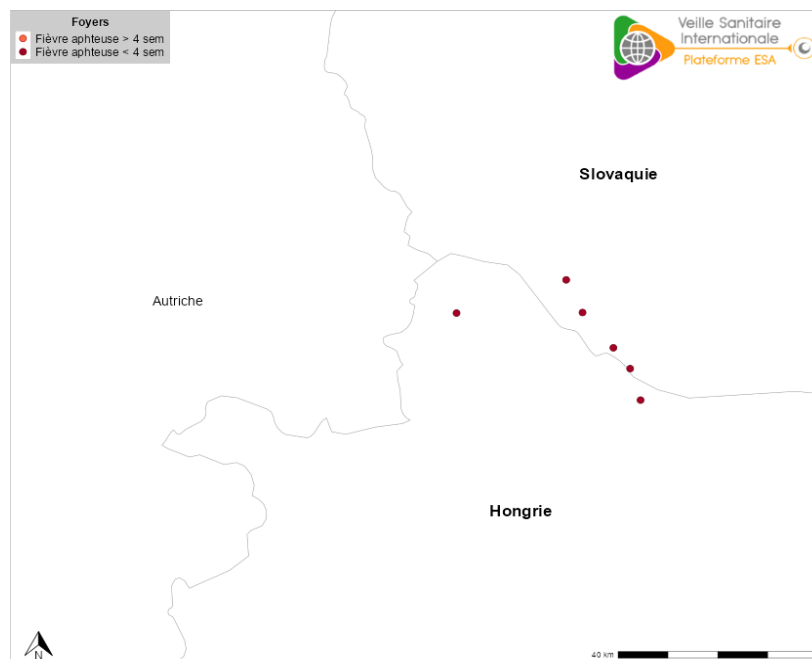 Foyers
Fièvre aphteuse > 4 sem
Fièvre aphteuse < 4 sem
Veille Sanitaire
Internationale
Plateforme ESA
Slovaquie
Autriche
Hongrie
N
40 km